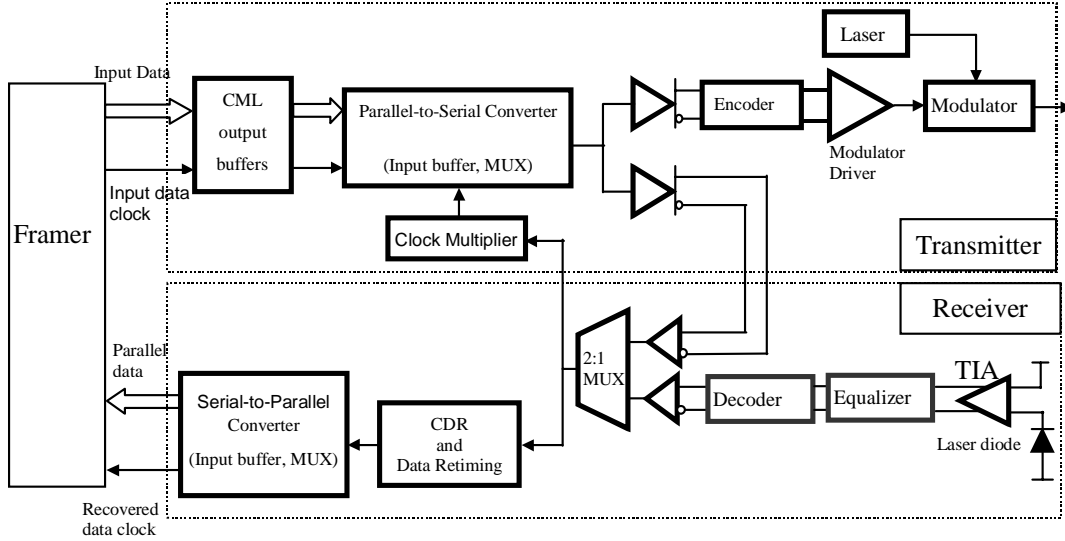 Laser
Input Data
CML
output
buffers
Parallel-to-Serial Converter
(Input buffer, MUX)
Encoder
Modulator
Modulator
Driver
Input data
clock
Framer
Clock Multiplier
Transmitter
Receiver
Parallel
data
2:1
MUX
TIA
Serial-to-Parallel
Converter
(Input buffer, MUX)
CDR
and
Data Retiming
Decoder
Equalizer
Laser diode
Recovered
data clock